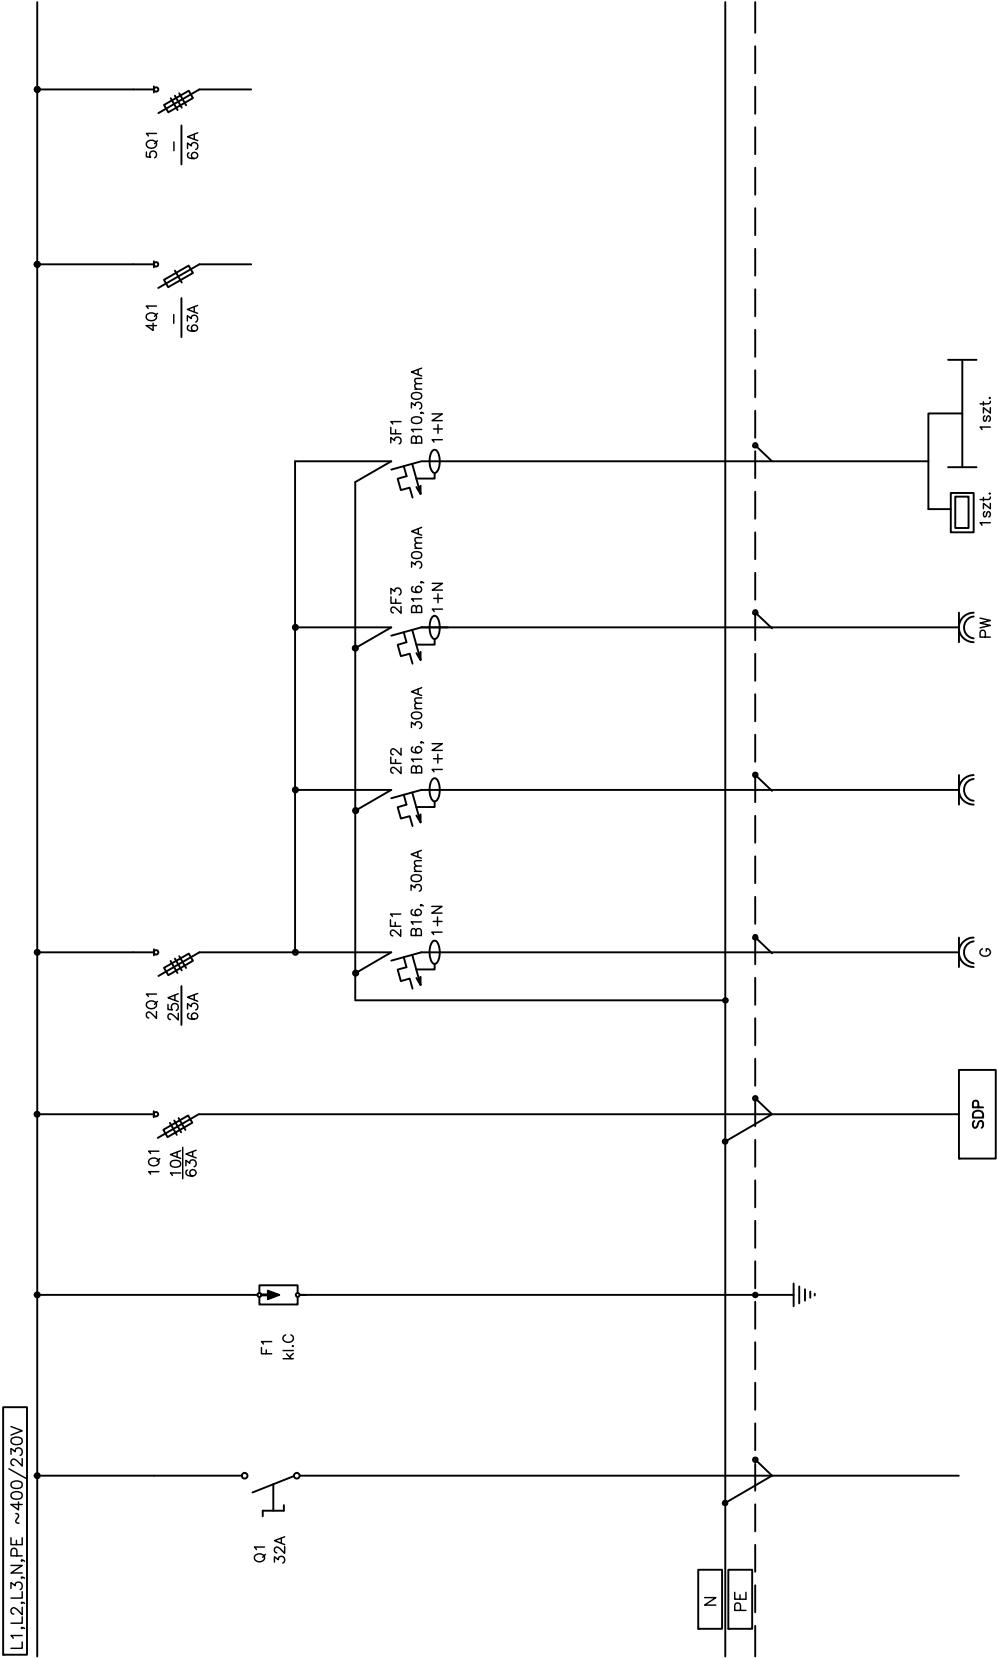 L1,L2,L3,N,PE ~400/230V
Q1
32A
F1
kl.C
1Q1
10A
63A
2Q1
25A
63A
4Q1
-
63A
5Q1
-
63A
2F1
B16, 30mA
1+N
2F2
B16, 30mA
1+N
2F3
B16, 30mA
1+N
3F1
B10,30mA
1+N
N
PE
SDP
G
PW
1szt.
1szt.